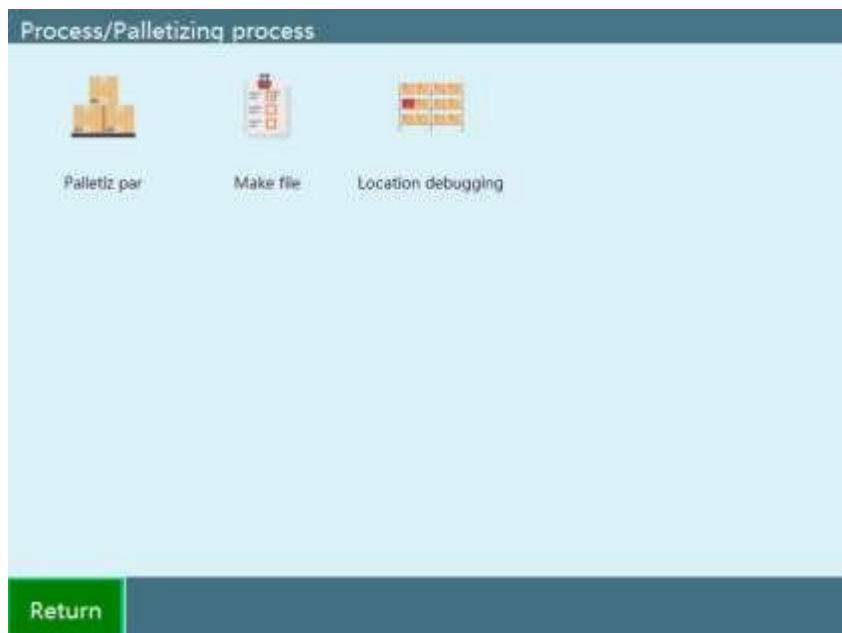 Process/Palletizing process
Palletiz par
Make file
Location debugging
Return